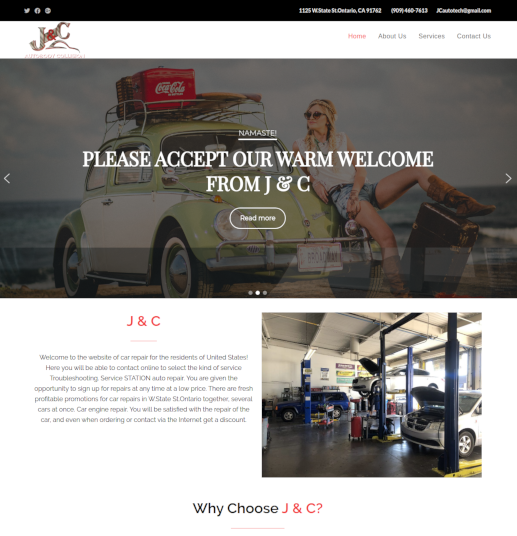 1125 W.State St.Ontario, CA 91762 (909) 460-7613 JCautotech@gmail.com
J&C
Home About Us Services Contact Us
Coca-Cola
NAMASTE!
PLEASE ACCEPT OUR WARM WELCOME
FROM J & C
Read more
J & C
Welcome to the website of car repair for the residents of United States!
Here you will be able to contact online to select the kind of service
Troubleshooting. Service STATION auto repair. You are given the
opportunity to sign up for repairs at any time at a low price. There are fresh
profitable promotions for car repairs in W.State St.Ontario together, several
cars at once. Car engine repair. You will be satisfied with the repair of the
car, and even when ordering or contact via the Internet get a discount
Why Choose J & C?